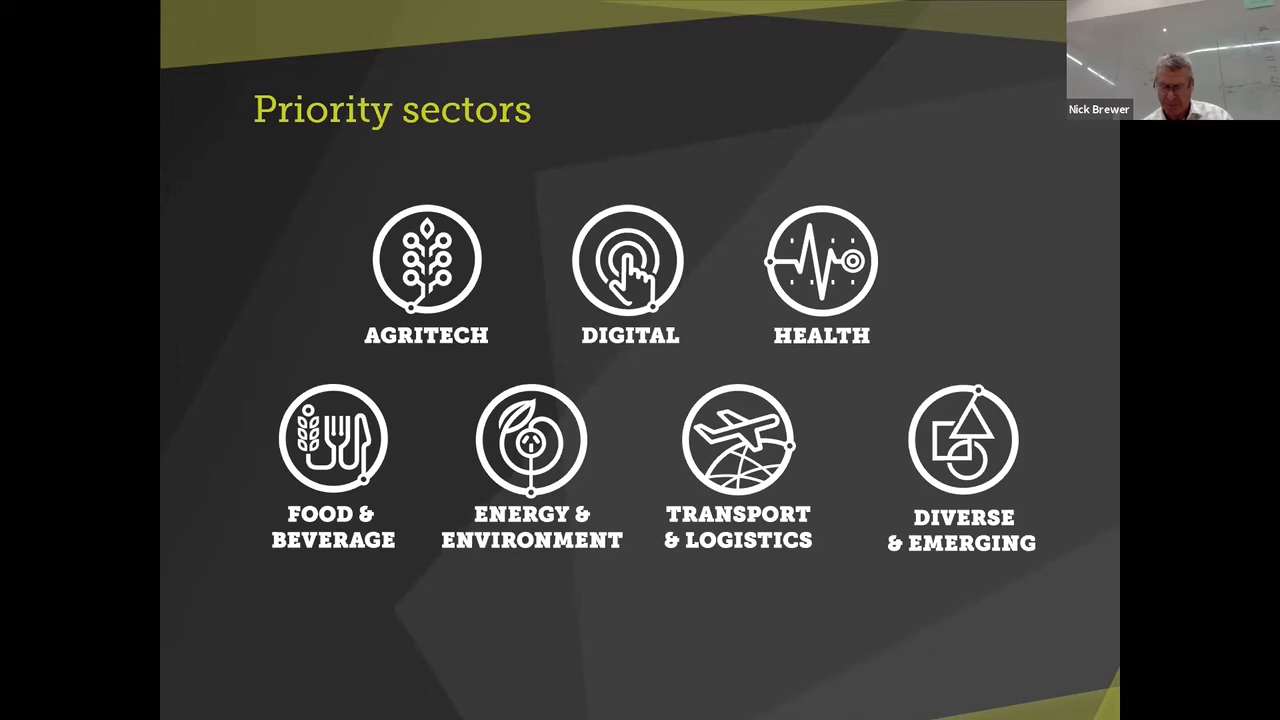 Priority sectors
Nick Brewer
AGRITECH
DIGITAL
HEALTH
FOOD &
BEVERAGE
ENERGY &
ENVIRONMENT
TRANSPORT
& LOGISTICS
DIVERSE
& EMERGING